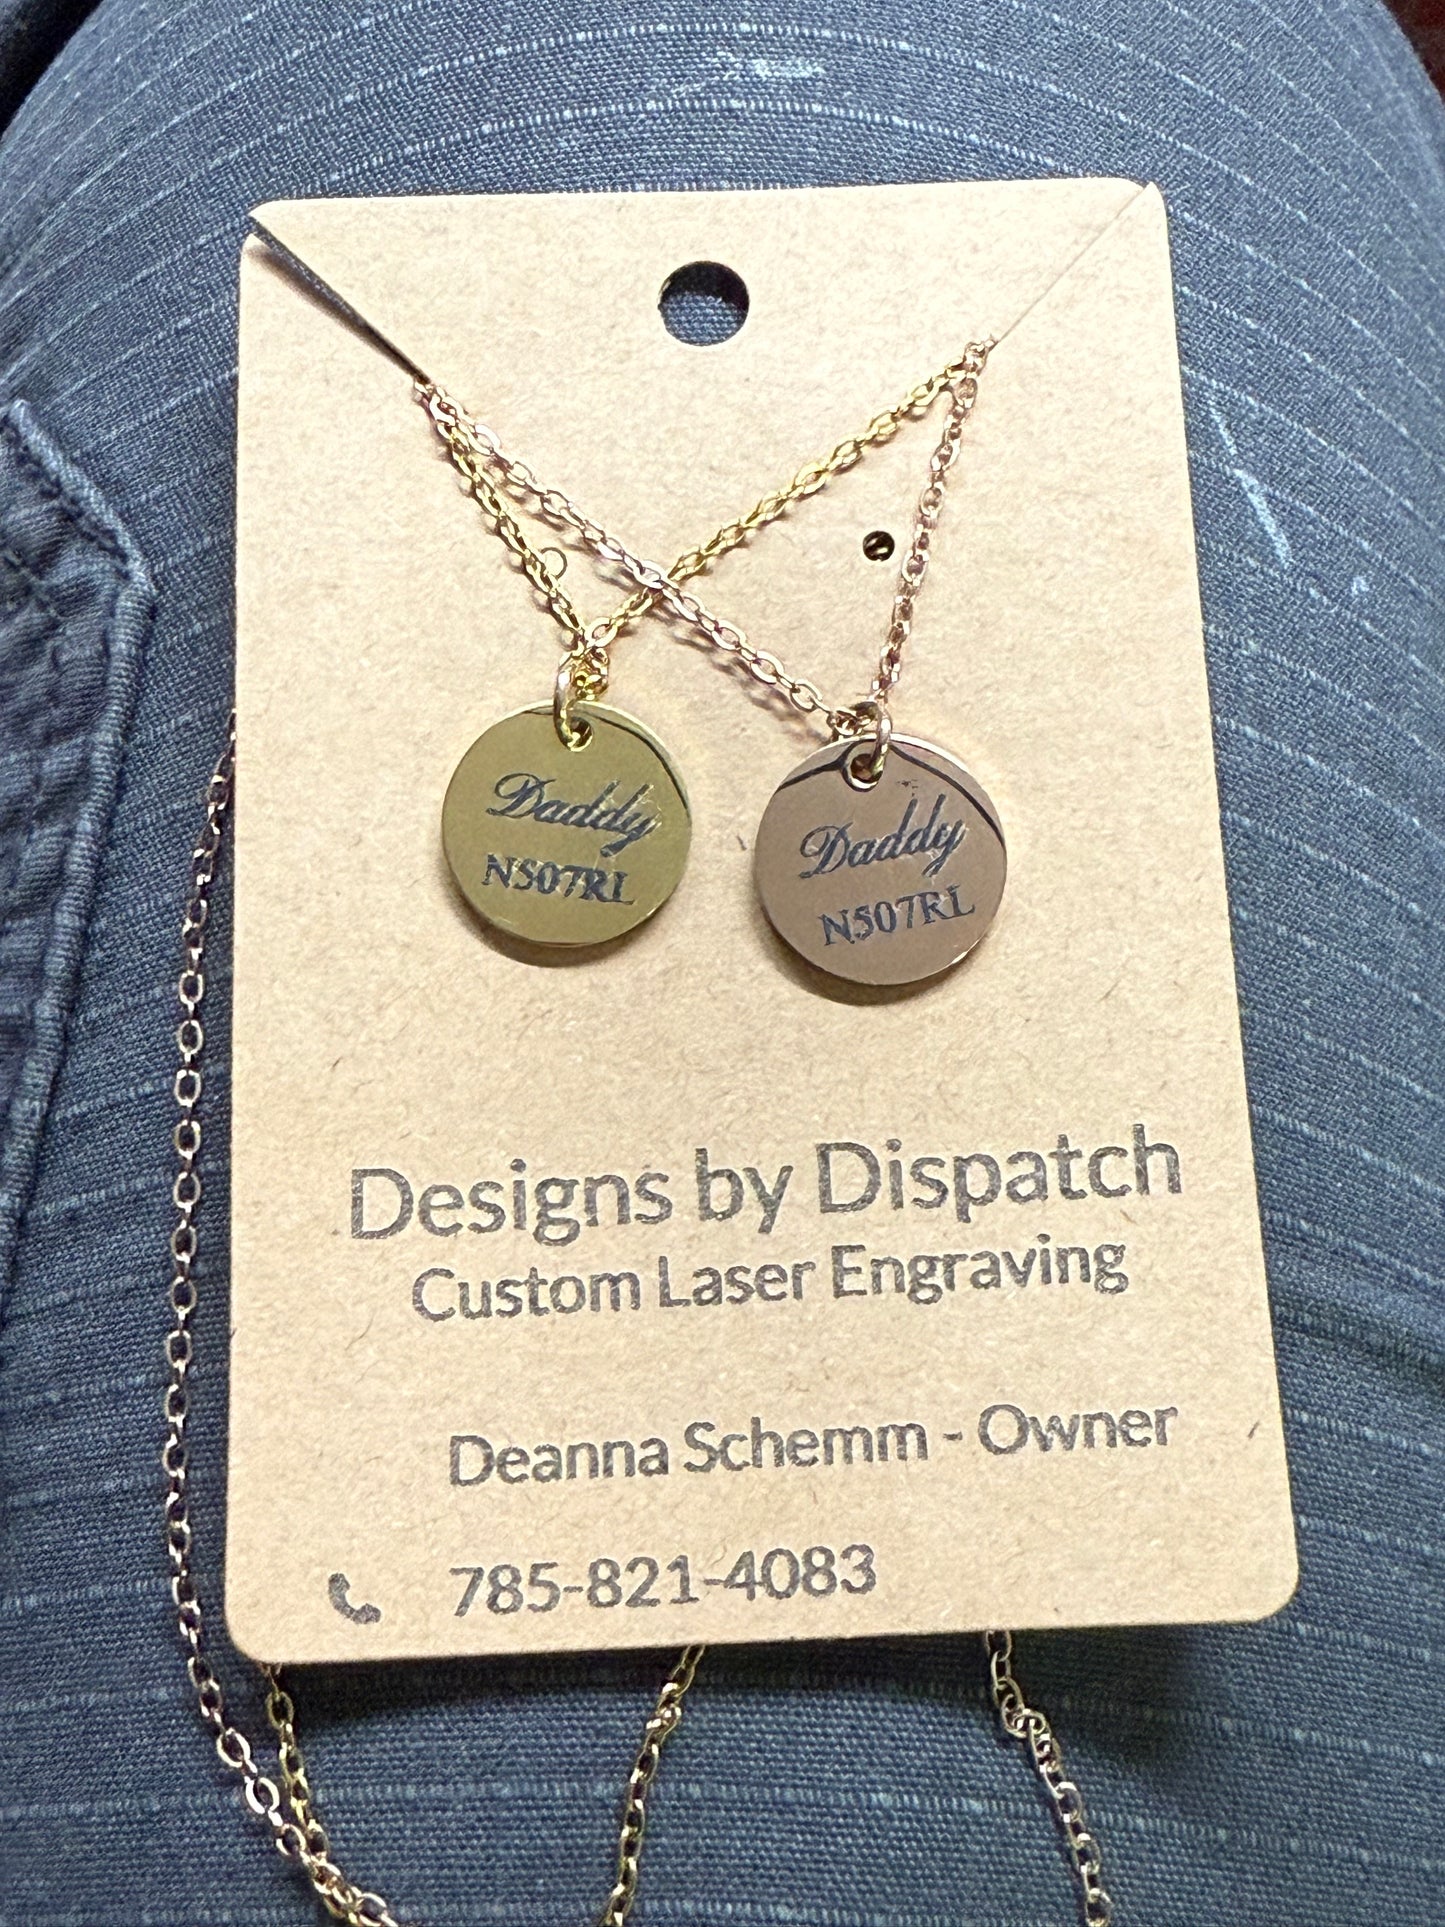 Daddy
N507RL
Daddy
N507RL
Designs by Dispatch
Custom Laser Engraving
Deanna Schemm - Owner
785-821-4083